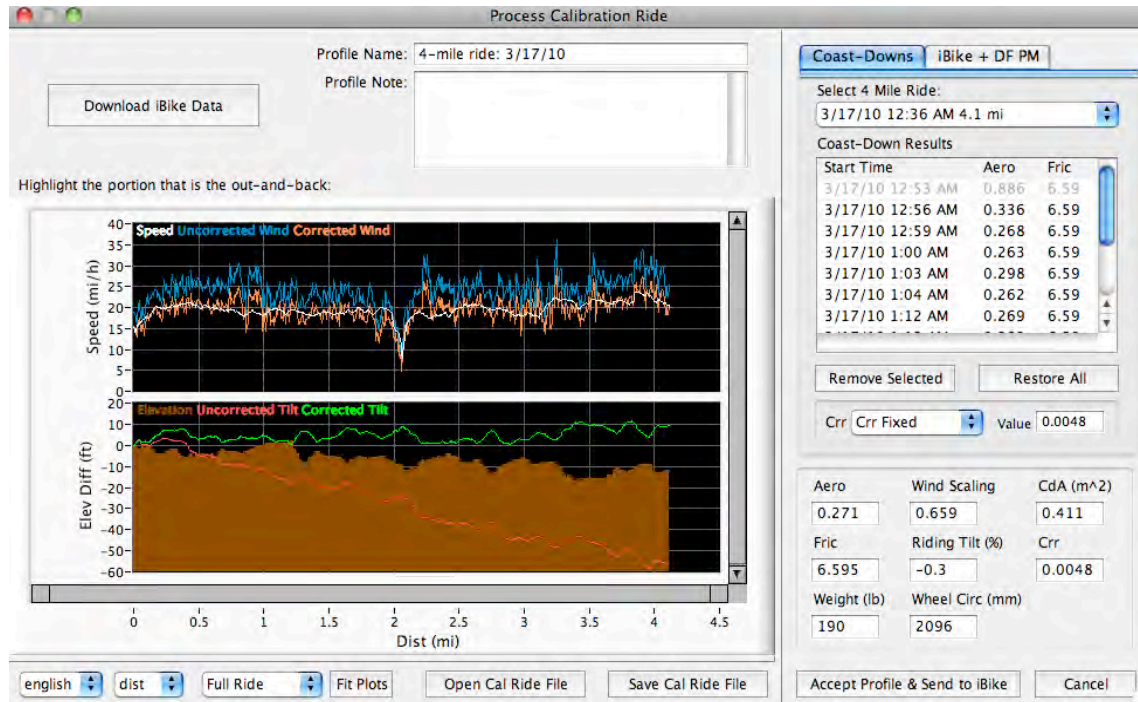 Process Calibration Ride
Profile Name: 4-mile ride: 3/17/10
Profile Note:
Download iBike Data
Highlight the portion that is the out-and-back:
Speed Uncorrected Wind Corrected Wind
Speed (mi/h)
40
35
30
25
20
15
10
5
0
Elevation Uncorrected Tilt Corrected Tilt
Elev Diff (ft)
20
10
0
-10
-20
-30
-40
-50
-60
0 0.5 1 1.5 2 2.5 3 3.5 4 4.5
Dist (mi)
english dist Full Ride Fit Plots Open Cal Ride File Save Cal Ride File
Coast-Downs iBike + DF PM
Select 4 Mile Ride:
3/17/10 12:36 AM 4.1 mi
Coast-Down Results
Start Time Aero Fric
3/17/10 12:53 AM 0.886 6.59
3/17/10 12:56 AM 0.336 6.59
3/17/10 12:59 AM 0.268 6.59
3/17/10 1:00 AM 0.263 6.59
3/17/10 1:03 AM 0.298 6.59
3/17/10 1:04 AM 0.262 6.59
3/17/10 1:12 AM 0.269 6.59
Remove Selected Restore All
Crr Crr Fixed Value 0.0048
Aero Wind Scaling CdA (m^2)
0.271 0.659 0.411
Fric Riding Tilt (%) Crr
6.595 -0.3 0.0048
Weight (lb) Wheel Circ (mm)
190 2096
Accept Profile & Send to iBike Cancel